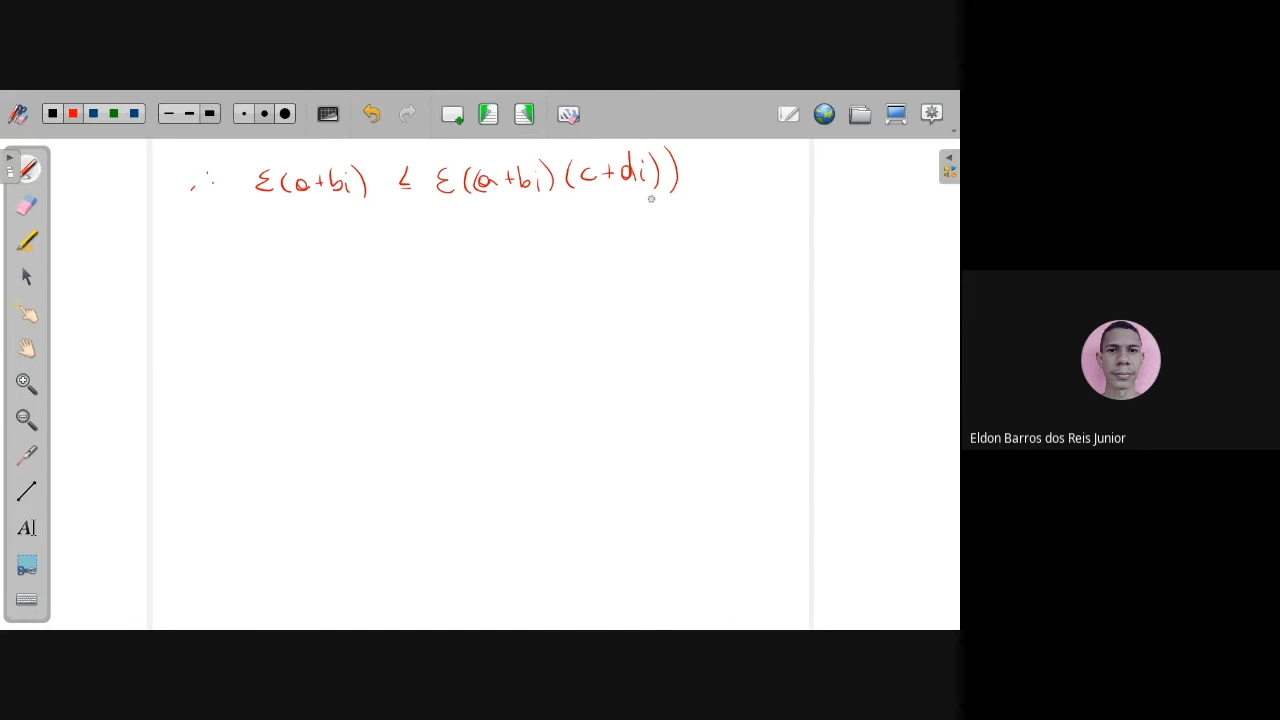 ∴ ε(a+bi) ≤ ε((a+bi)(c+di))
A
Eldon Barros dos Reis Junior